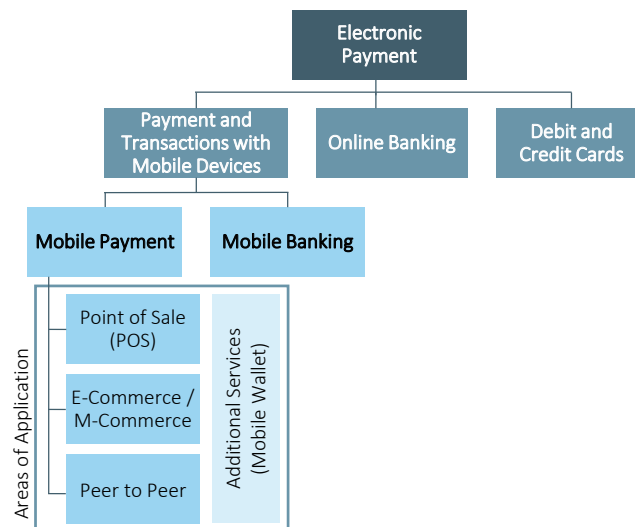 Electronic
Payment
Payment and
Transactions with
Mobile Devices
Online Banking
Debit and
Credit Cards
Mobile Payment
Mobile Banking
Areas of Application
Point of Sale
(POS)
E-Commerce /
M-Commerce
Peer to Peer
Additional Services
(Mobile Wallet)